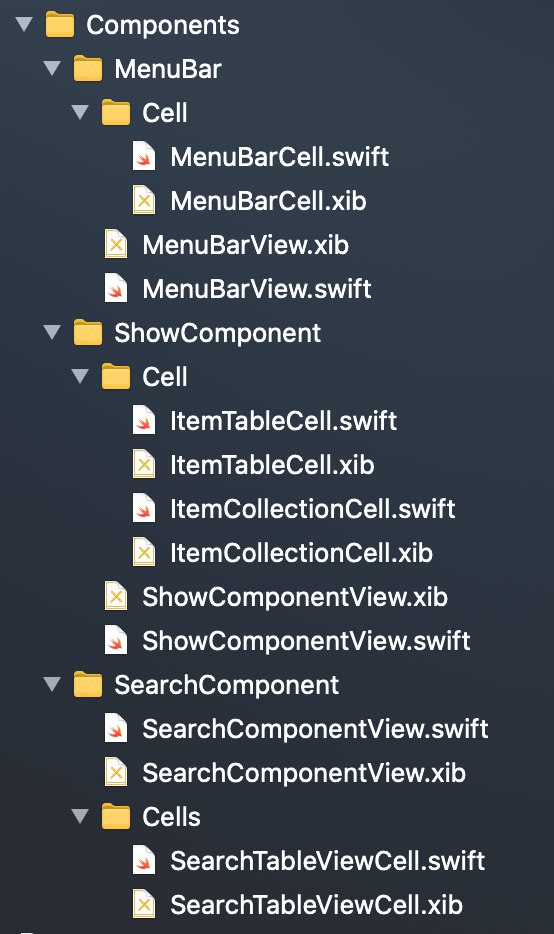 Components
MenuBar
Cell
MenuBarCell.swift
MenuBarCell.xib
MenuBarView.xib
MenuBarView.swift
ShowComponent
Cell
ItemTableCell.swift
ItemTableCell.xib
ItemCollectionCell.swift
ItemCollectionCell.xib
ShowComponentView.xib
ShowComponentView.swift
SearchComponent
SearchComponentView.swift
SearchComponentView.xib
Cells
SearchTableViewCell.swift
SearchTableViewCell.xib